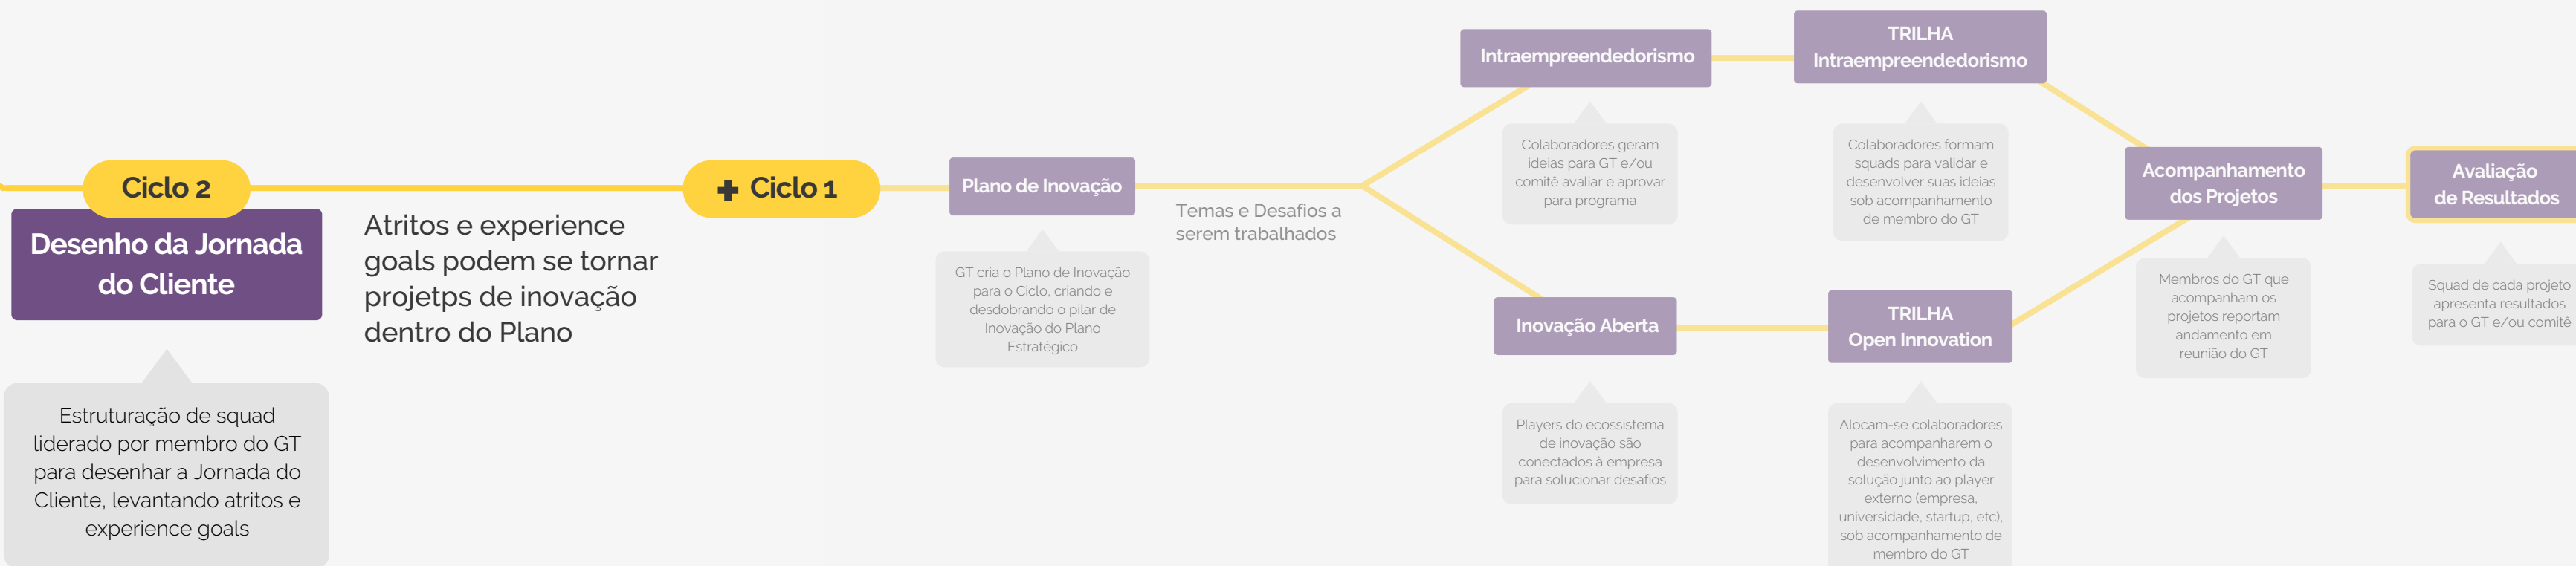 Ciclo 2
Desenho da Jornada
do Cliente
Estruturação de squad
liderado por membro do GT
para desenhar a Jornada do
Cliente, levantando atritos e
experience goals
Atritos e experience
goals podem se tornar
projetps de inovação
dentro do Plano
+ Ciclo 1
Plano de Inovação
GT cria o Plano de Inovação
para o Ciclo, criando e
desdobrando o pilar de
Inovação do Plano
Estratégico
Temas e Desafios a
serem trabalhados
Intraempreendedorismo
Colaboradores geram
ideias para GT e/ou
comitê avaliar e aprovar
para programa
TRILHA
Intraempreendedorismo
Colaboradores formam
squads para validar e
desenvolver suas ideias
sob acompanhamento
de membro do GT
Inovação Aberta
Players do ecossistema
de inovação são
conectados à empresa
para solucionar desafios
TRILHA
Open Innovation
Alocam-se colaboradores
para acompanharem o
desenvolvimento da
solução junto ao player
externo (empresa,
universidade, startup, etc),
sob acompanhamento de
membro do GT
Acompanhamento
dos Projetos
Membros do GT que
acompanham os
projetos reportam
andamento em
reunião do GT
Avaliação
de Resultados
Squad de cada projeto
apresenta resultados
para o GT e/ou comitê